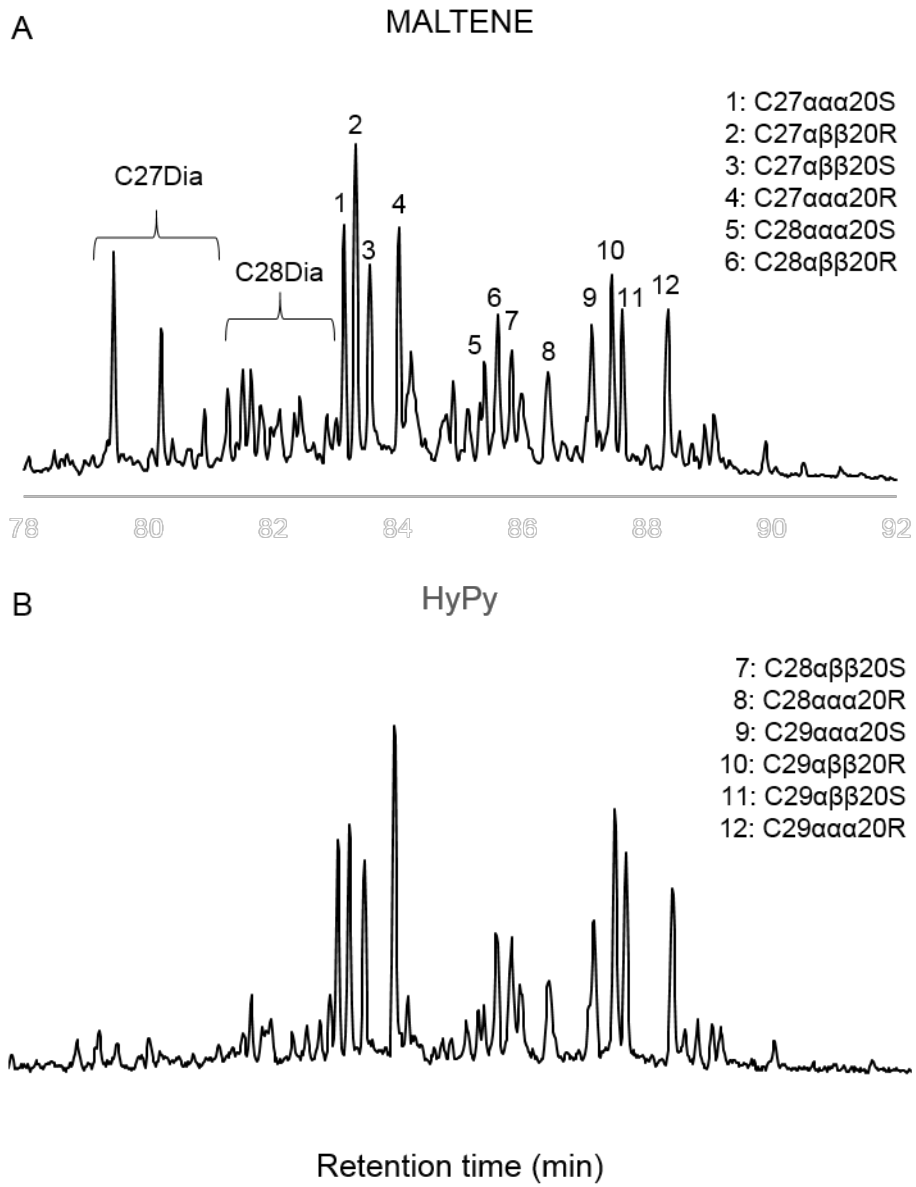 A
MALTENE
1: C27ααα20S
2: C27αββ20R
3: C27αββ20S
4: C27ααα20R
5: C28ααα20S
6: C28αββ20R
C27Dia
C28Dia
1
2
3
4
5
6
7
8
9
10
11
12
78 80 82 84 86 88 90 92
B
HyPy
7: C28αββ20S
8: C28ααα20R
9: C29ααα20S
10: C29αββ20R
11: C29αββ20S
12: C29ααα20R
Retention time (min)